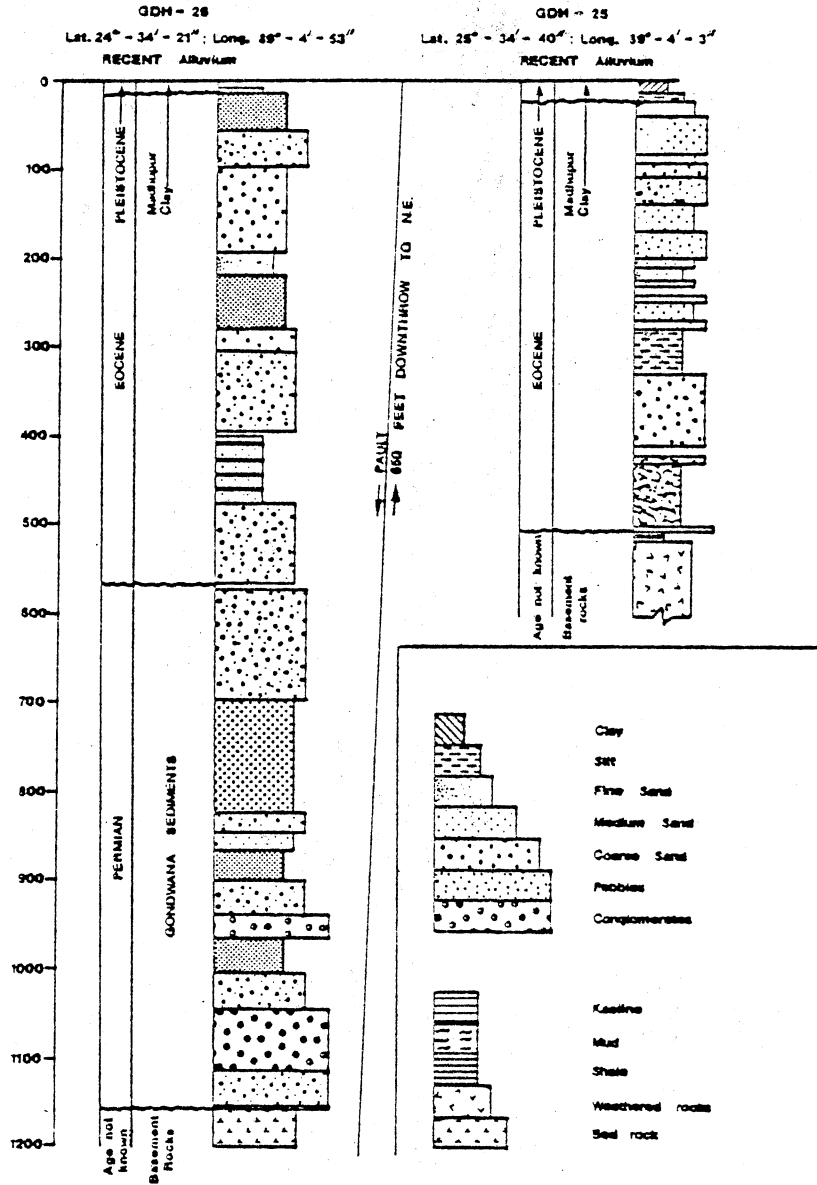 GDH - 26
Lat. 24° - 34' - 21"; Long. 89° - 4' - 53"
RECENT Alluvium
GDH - 25
Lat. 25° - 34' - 40"; Long. 39° - 4' - 3"
RECENT Alluvium
0
100
200
300
400
500
600
700
800
900
1000
1100
1200
PLEISTOCENE
Madhupur
Clay
EOCENE
PERMIAN
GONDWANA SEDIMENTS
Age not
known
Basement
Rocks
FAULT
650 FEET DOWNTHROW TO N.E.
PLEISTOCENE
Madhupur
Clay
EOCENE
Age not known
Basement
rocks
Clay
Silt
Fine Sand
Medium Sand
Coarse Sand
Pebbles
Conglomerates
Kaoline
Mud
Shale
Weathered rocks
Bed rock